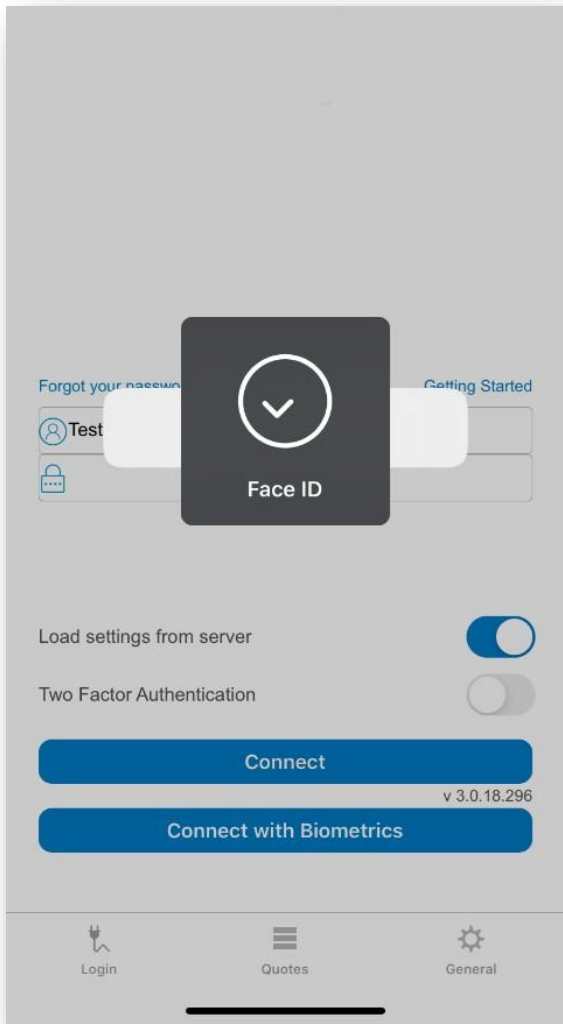 Forgot your passwo
Getting Started
Test
Face ID
Load settings from server
Two Factor Authentication
Connect
v 3.0.18.296
Connect with Biometrics
Login
Quotes
General